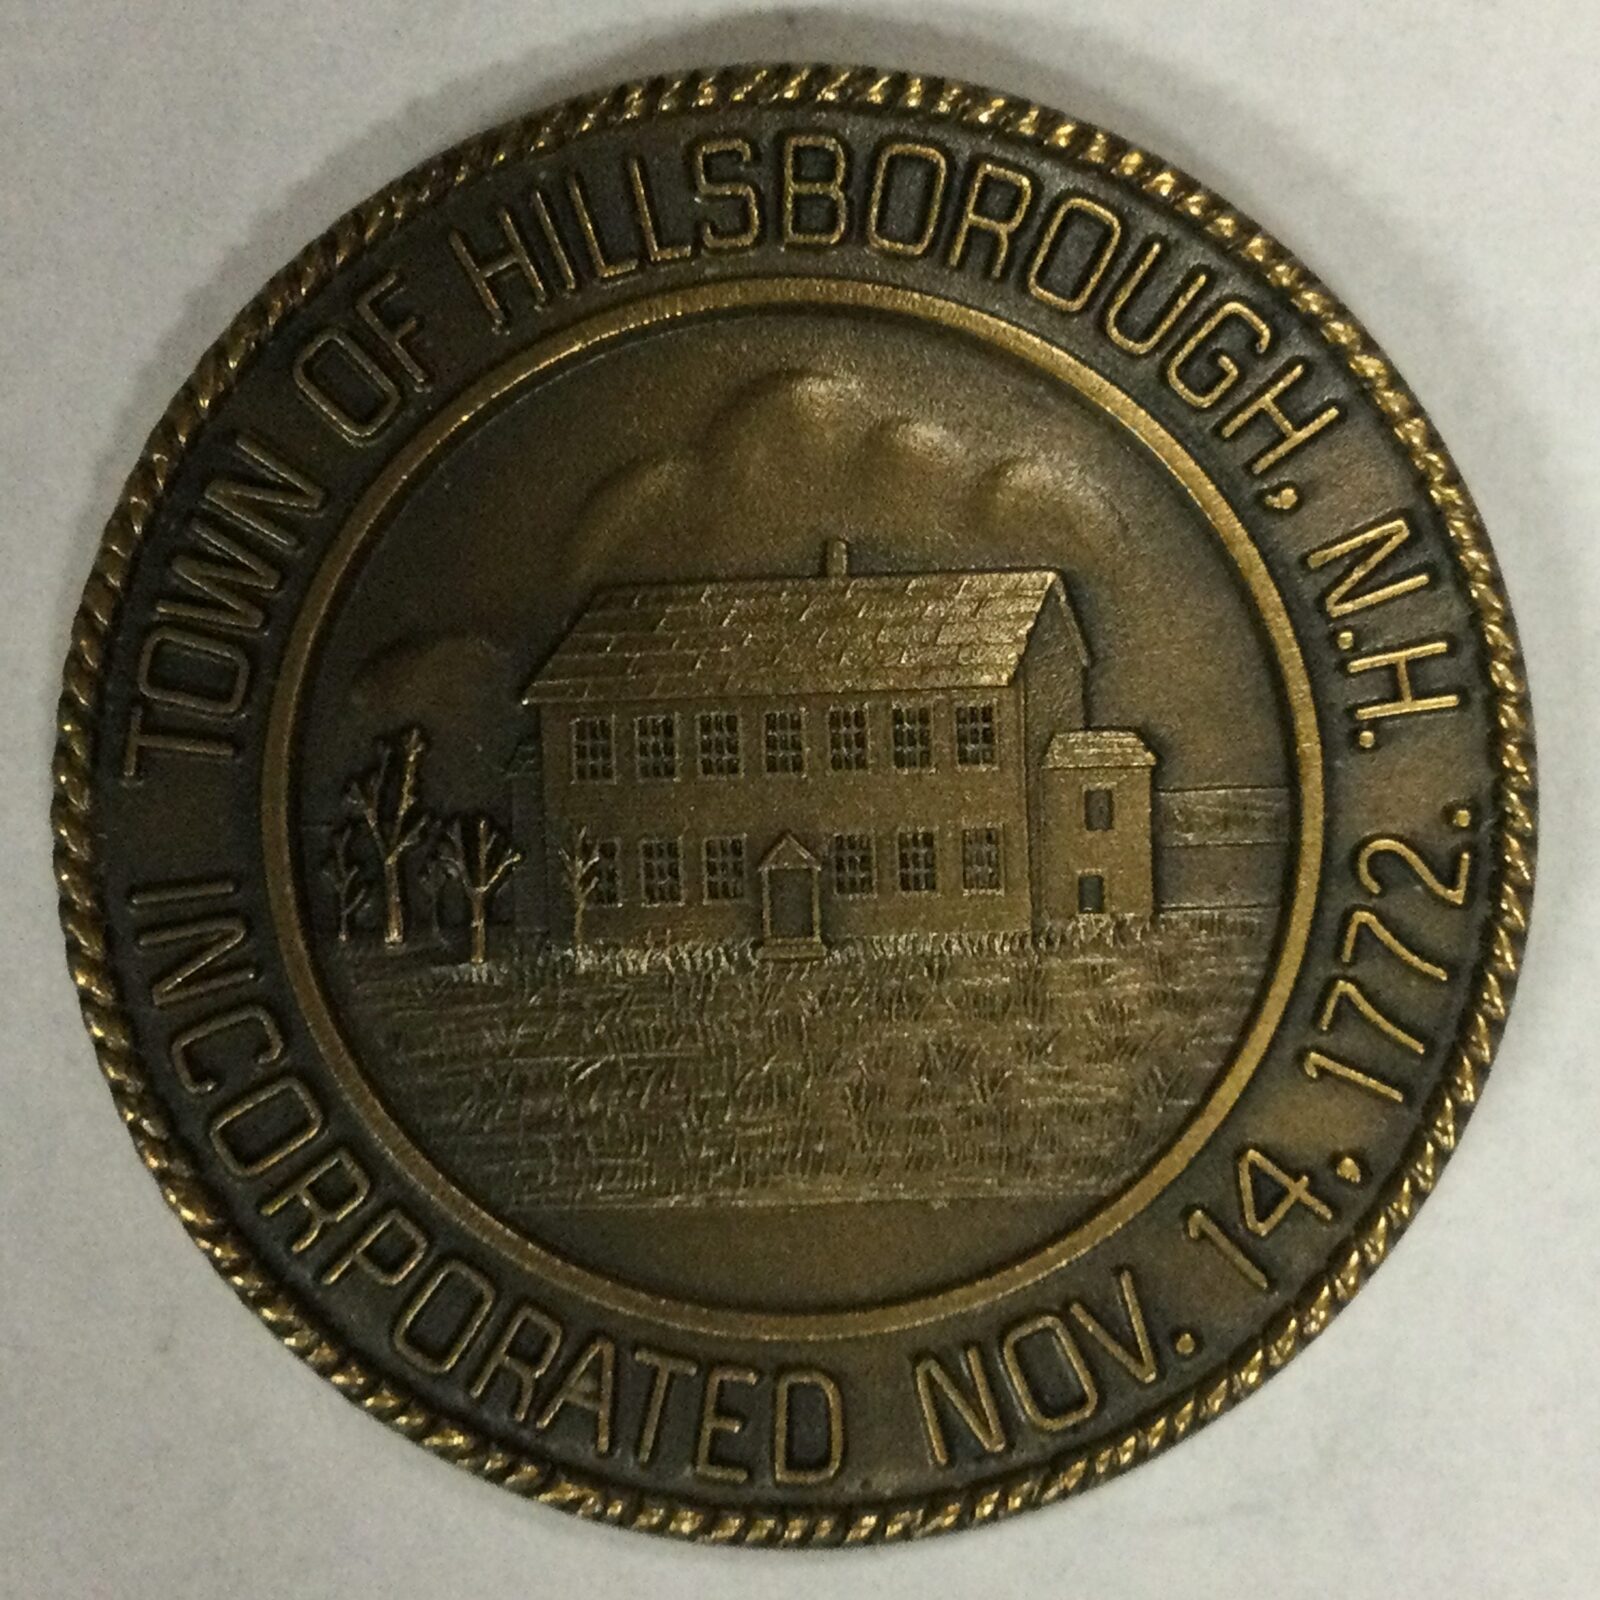 TOWN OF HILLSBOROUGH, N.H.
INCORPORATED NOV. 14. 1772.